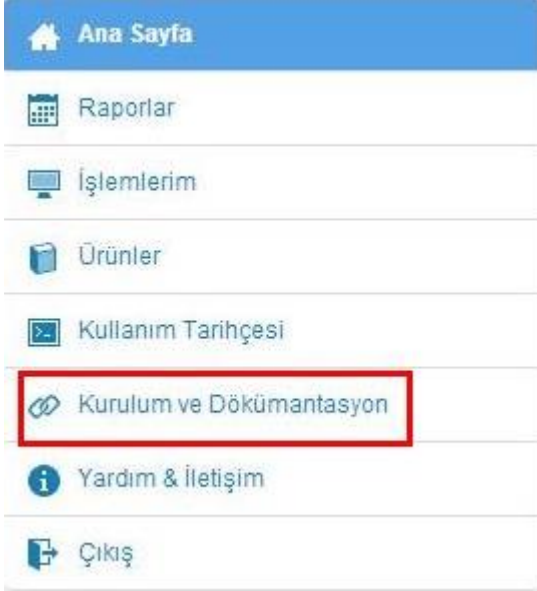 Ana Sayfa
Raporlar
İşlemlerim
Ürünler
Kullanım Tarihçesi
Kurulum ve Dökümantasyon
Yardım & İletişim
Çıkış